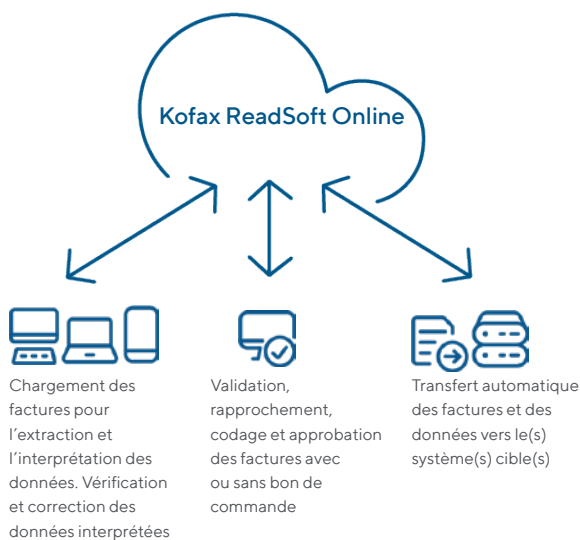 Kofax ReadSoft Online
Chargement des
factures pour
l'extraction et
l'interprétation des
données. Vérification
et correction des
données interprétées
Validation,
rapprochement,
codage et approbation
des factures avec
ou sans bon de
commande
Transfert automatique
des factures et des
données vers le(s)
système(s) cible(s)